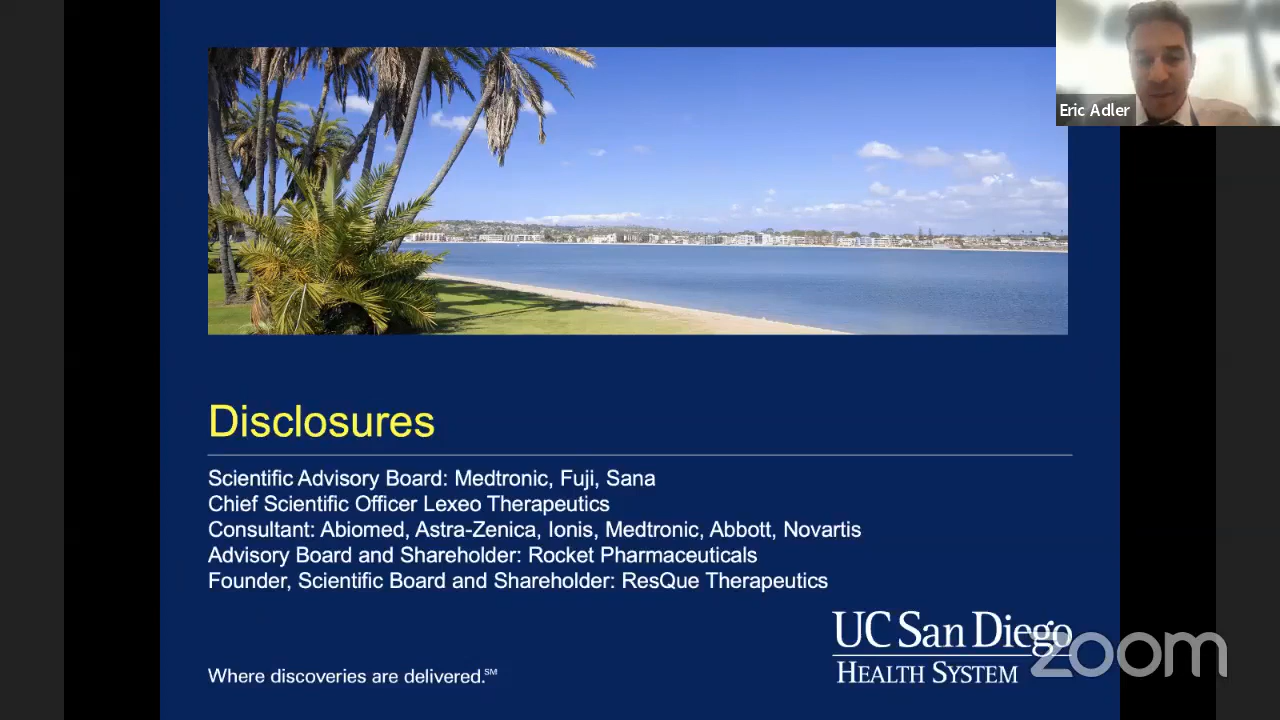 Eric Adler
Disclosures
Scientific Advisory Board: Medtronic, Fuji, Sana
Chief Scientific Officer Lexeo Therapeutics
Consultant: Abiomed, Astra-Zenica, Ionis, Medtronic, Abbott, Novartis
Advisory Board and Shareholder: Rocket Pharmaceuticals
Founder, Scientific Board and Shareholder: ResQue Therapeutics
UC San Diego
HEALTH SYSTEM
zoom
Where discoveries are delivered.℠